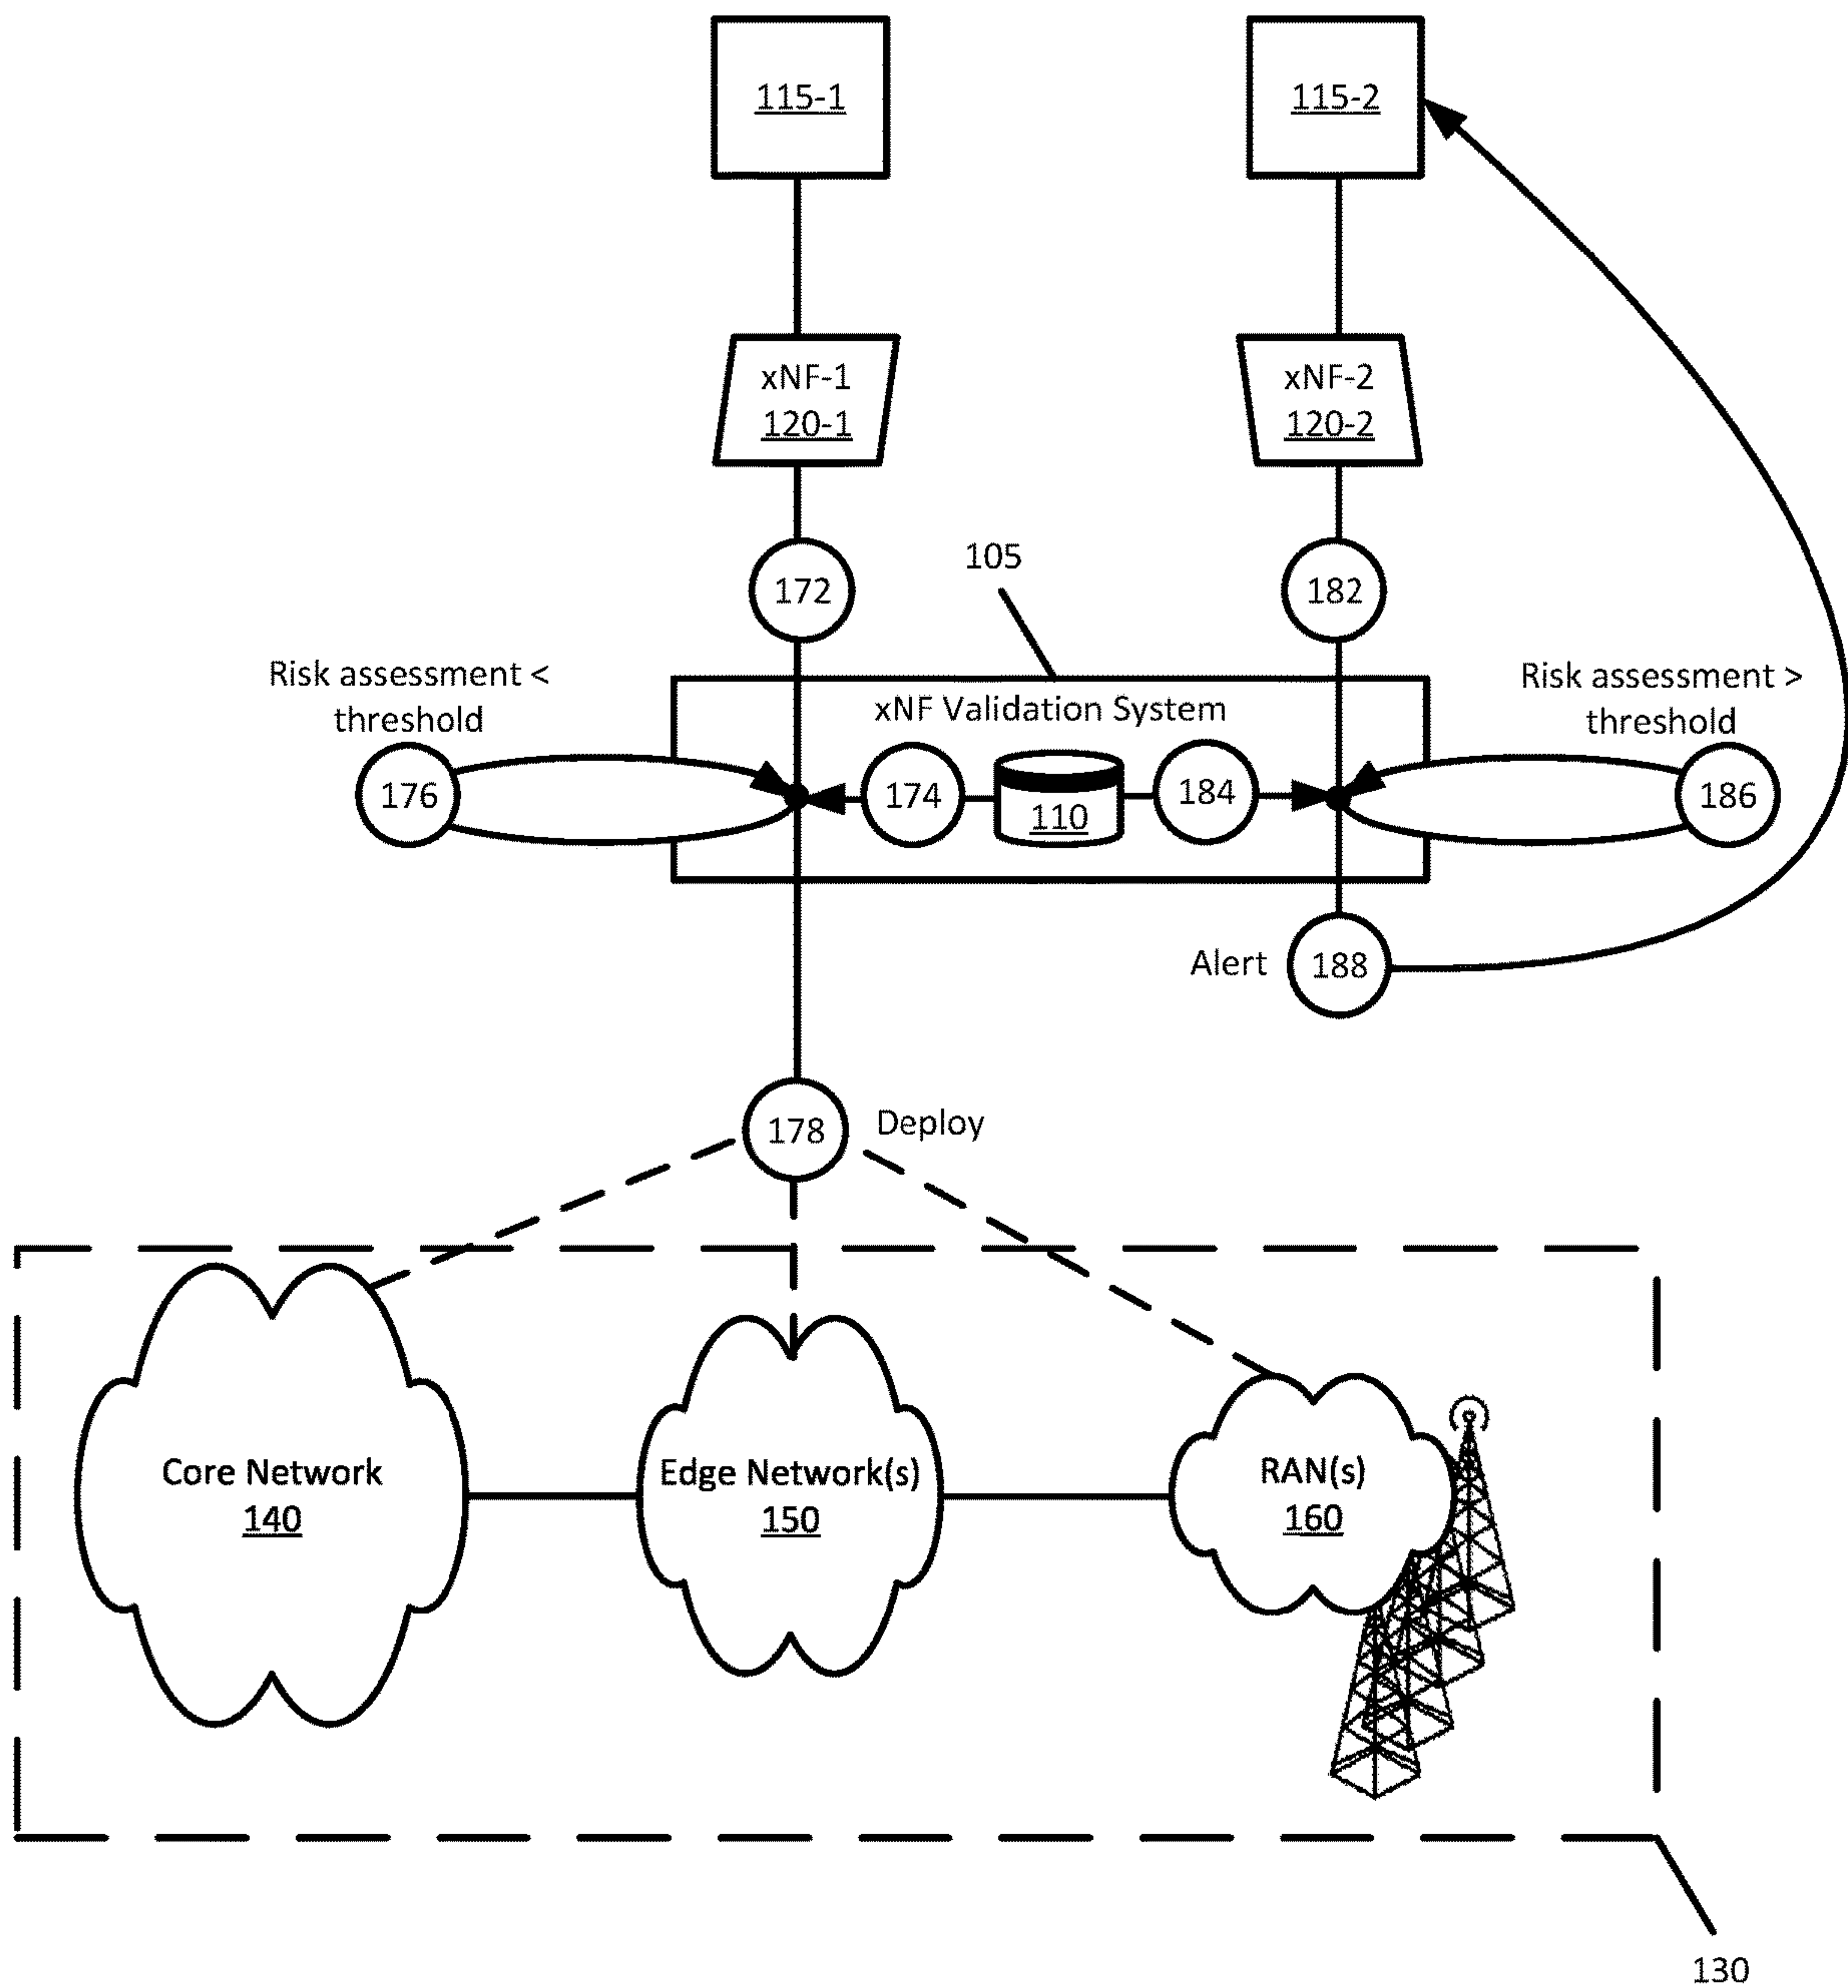 115-1
115-2
xNF-1
120-1
xNF-2
120-2
172
105
182
Risk assessment <
threshold
Risk assessment >
threshold
xNF Validation System
176
174
110
184
186
Alert
188
178
Deploy
Core Network
140
Edge Network(s)
150
RAN(s)
160
130